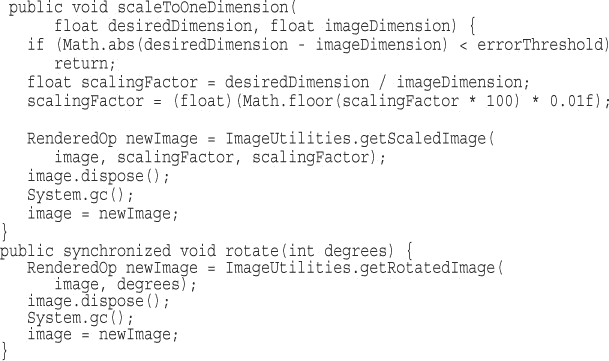 public void scaleToOneDimension(
      float desiredDimension, float imageDimension) {
   if (Math.abs(desiredDimension - imageDimension) < errorThreshold)
      return;
   float scalingFactor = desiredDimension / imageDimension;
   scalingFactor = (float)(Math.floor(scalingFactor * 100) * 0.01f);

   RenderedOp newImage = ImageUtilities.getScaledImage(
      image, scalingFactor, scalingFactor);
   image.dispose();
   System.gc();
   image = newImage;
}
public synchronized void rotate(int degrees) {
   RenderedOp newImage = ImageUtilities.getRotatedImage(
      image, degrees);
   image.dispose();
   System.gc();
   image = newImage;
}